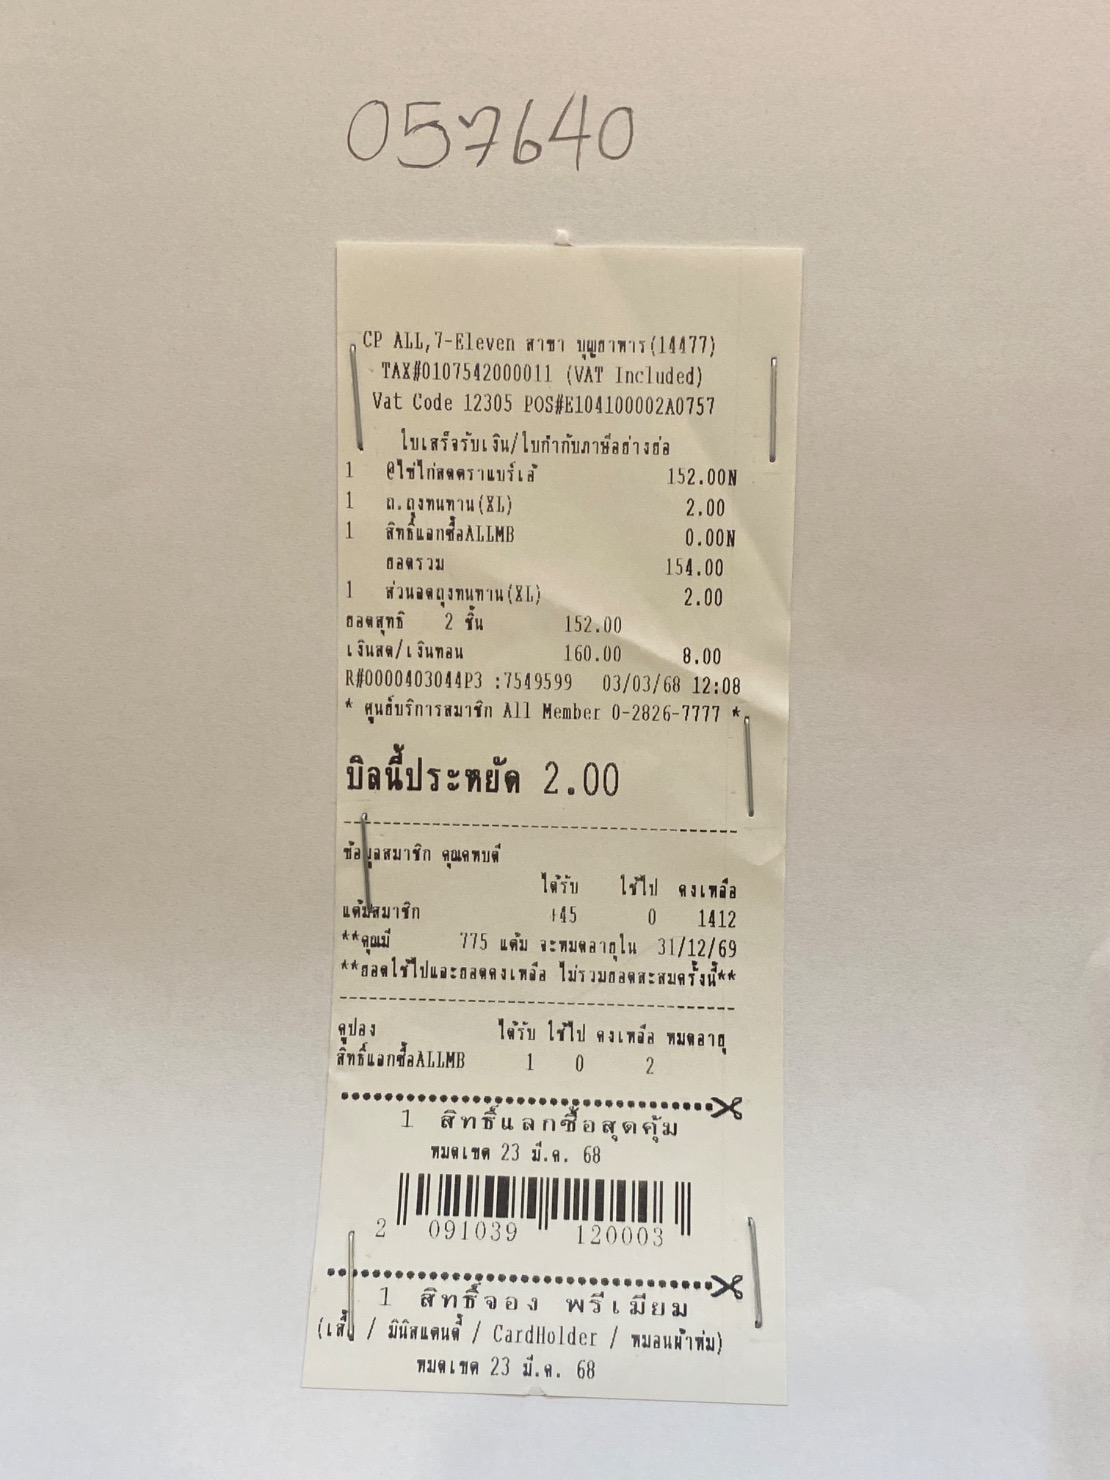 057640
CP ALL,7-Eleven สาขา บุญธาหาร(14477)
TAX#0107542000011 (VAT Included)
Vat Code 12305 POS#E104100002A0757
ใบเสร็จรับเงิน/ใบกำกับภาษีอย่างย่อ
1 @ไข่ไก่สดตราแบร์เล้ 152.00N
1 ถ.ถุงทนทาน(XL) 2.00
1 สิทธิ์แลกซื้อALLMB 0.00N
ยอดรวม 154.00
1 ส่วนลดถุงทนทาน(XL) 2.00
ยอดสุทธิ 2 ชิ้น 152.00
เงินสด/เงินทอน 160.00 8.00
R#0000403044P3 :7549599 03/03/68 12:08
* ศูนย์บริการสมาชิก All Member 0-2826-7777 *
บิลนี้ประหยัด 2.00
ข้อมูลสมาชิก คุณคหบดี
ได้รับ ใช้ไป คงเหลือ
แต้มสมาชิก +45 0 1412
**คุณมี 775 แต้ม จะหมดอายุใน 31/12/69
**ยอดใช้ไปและยอดคงเหลือ ไม่รวมยอดสะสมครั้งนี้**
คูปอง ได้รับ ใช้ไป คงเหลือ หมดอายุ
สิทธิ์แลกซื้อALLMB 1 0 2
1 สิทธิ์แลกซื้อสุดคุ้ม
หมดเขต 23 มี.ค. 68
2 091039 120003
1 สิทธิ์จอง พรีเมียม
(เสื้อ / มินิสแตนดี้ / CardHolder / หมอนผ้าห่ม)
หมดเขต 23 มี.ค. 68